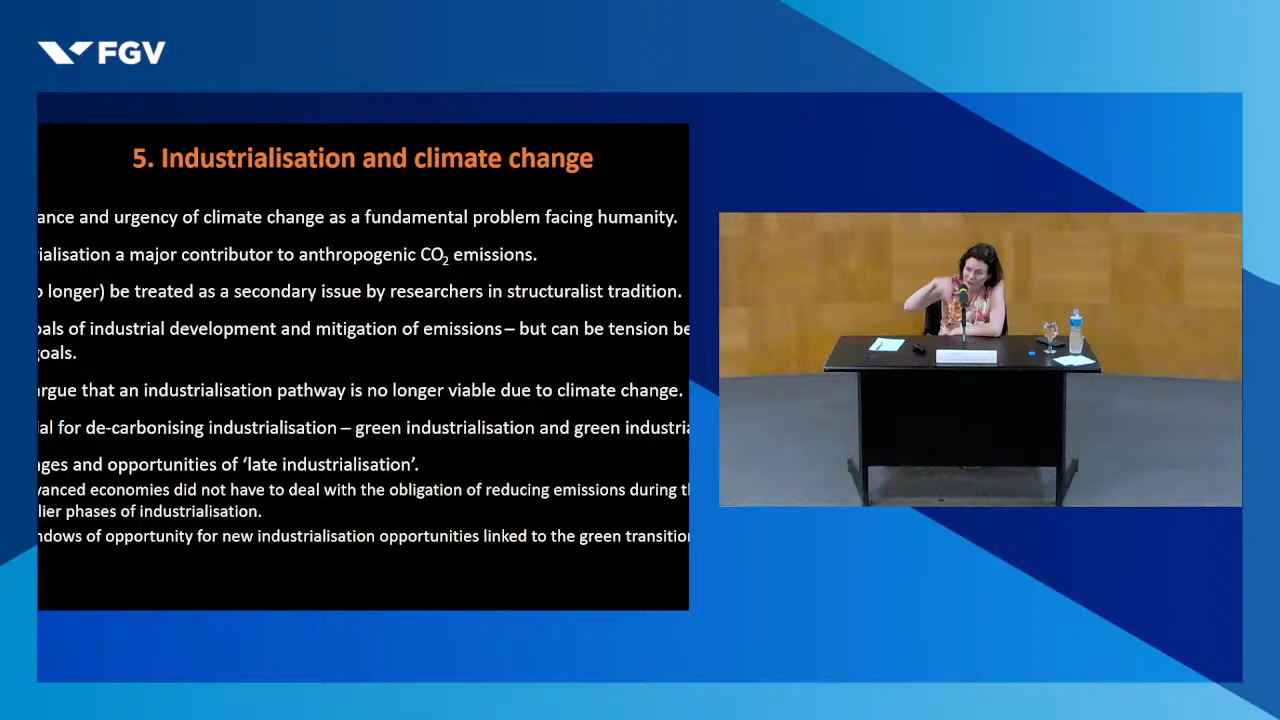 FGV
5. Industrialisation and climate change
ance and urgency of climate change as a fundamental problem facing humanity.
ialisation a major contributor to anthropogenic CO₂ emissions.
o longer) be treated as a secondary issue by researchers in structuralist tradition.
oals of industrial development and mitigation of emissions – but can be tension be
goals.
argue that an industrialisation pathway is no longer viable due to climate change.
ial for de-carbonising industrialisation – green industrialisation and green industria
nges and opportunities of ‘late industrialisation’.
vanced economies did not have to deal with the obligation of reducing emissions during th
lier phases of industrialisation.
ndows of opportunity for new industrialisation opportunities linked to the green transition